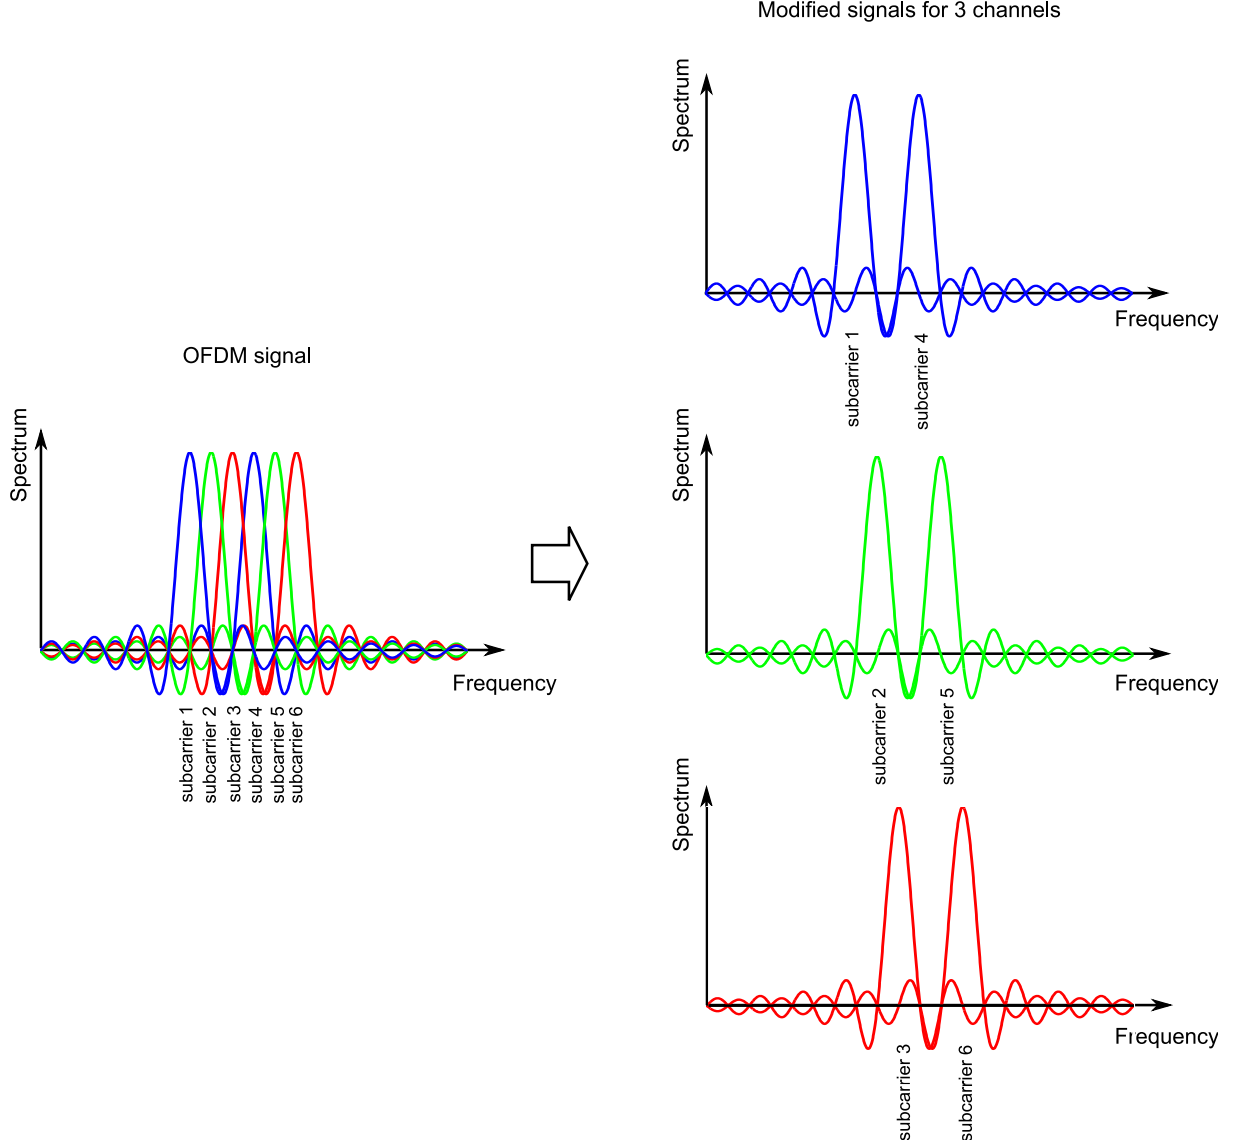 Modified signals for 3 channels
Spectrum
Frequency
subcarrier 1
subcarrier 4
OFDM signal
Spectrum
Frequency
subcarrier 1
subcarrier 2
subcarrier 3
subcarrier 4
subcarrier 5
subcarrier 6
Spectrum
Frequency
subcarrier 2
subcarrier 5
Spectrum
Frequency
subcarrier 3
subcarrier 6